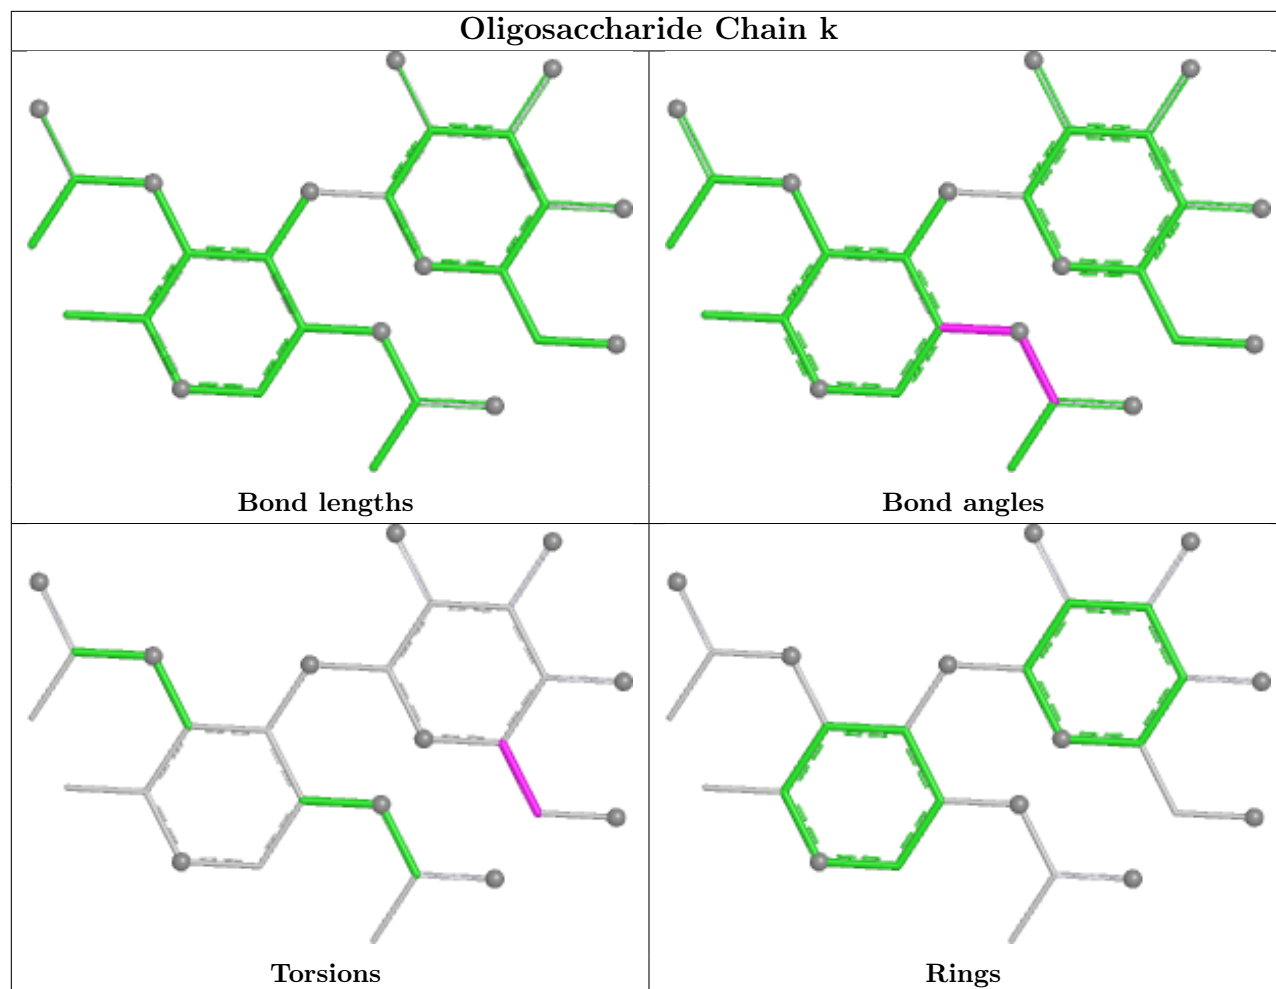 Oligosaccharide Chain k
Bond lengths
Bond angles
Torsions
Rings